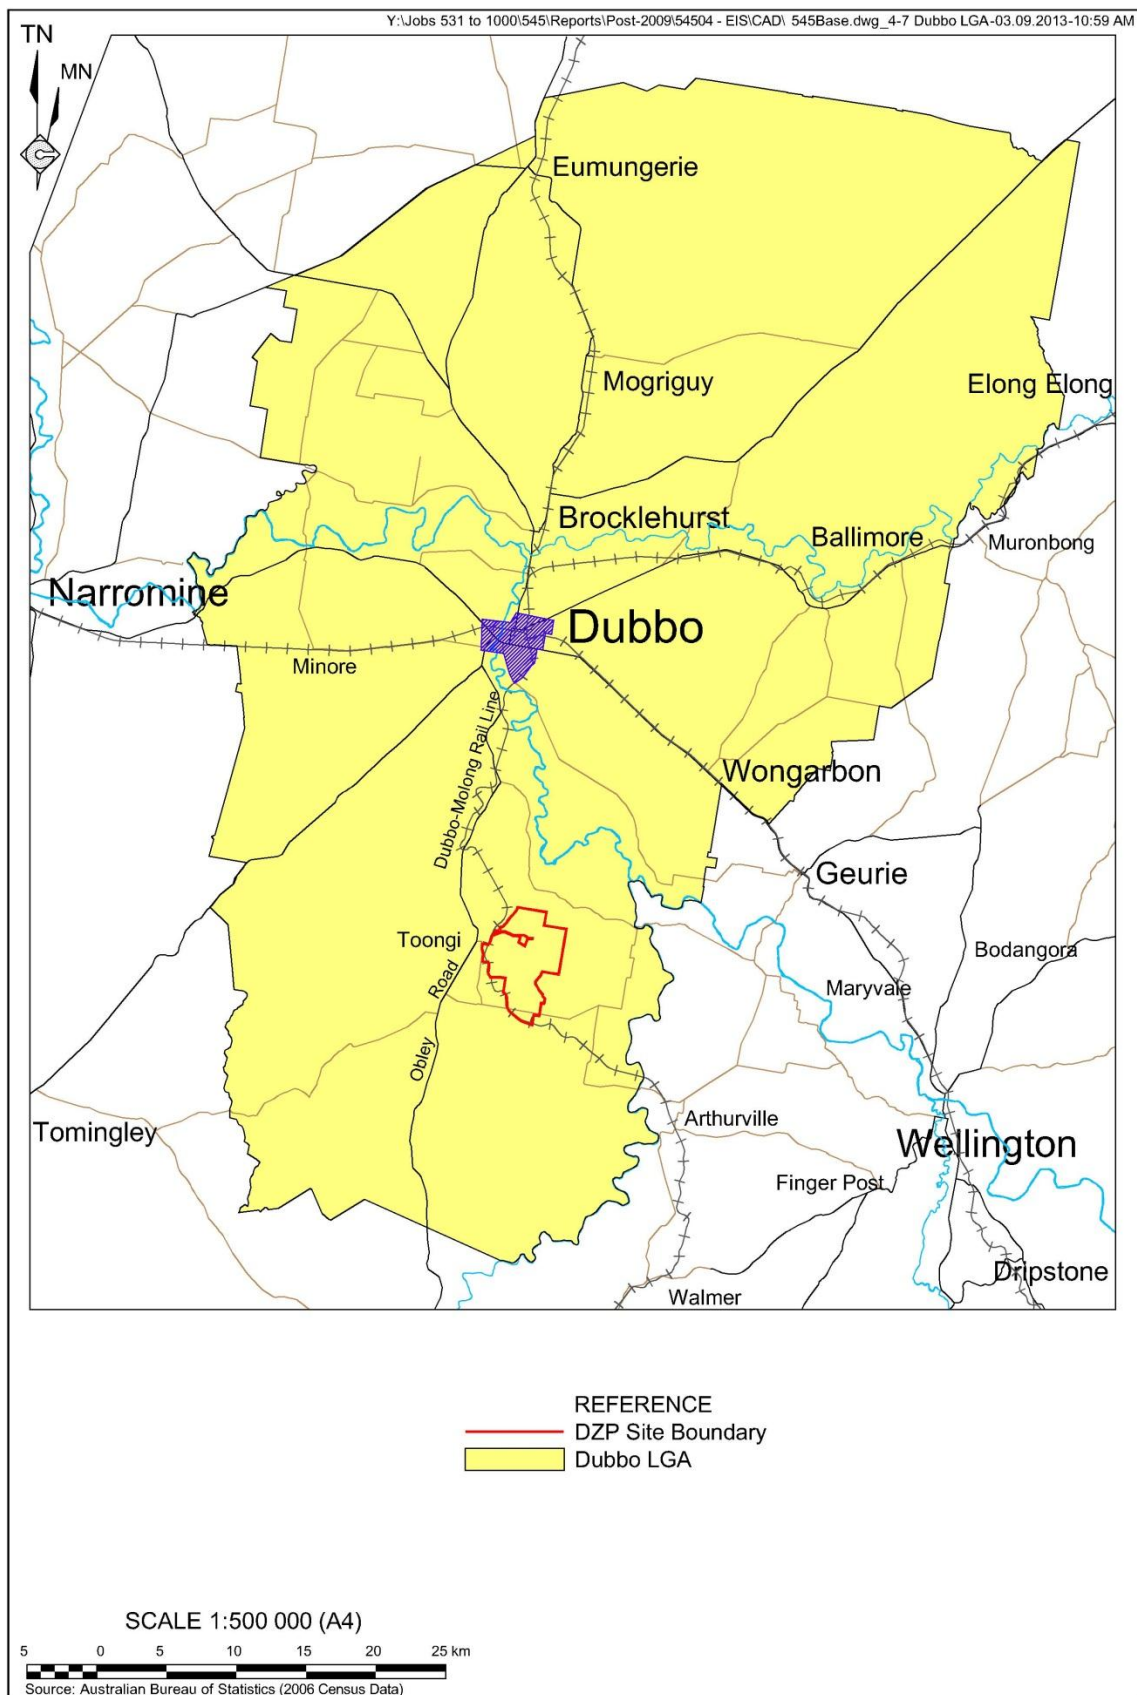 Y:\Jobs 531 to 1000\545\Reports\Post-2009\54504 - EIS\CAD\ 545Base.dwg_4-7 Dubbo LGA-03.09.2013-10:59 AM
TN
MN
Eumungerie
Mogriguy
Elong Elong
Brocklehurst
Ballimore
Muronbong
Narromine
Dubbo
Minore
Dubbo-Molong Rail Line
Wongarbon
Geurie
Toongi
Bodangora
Road
Maryvale
Obley
Arthurville
Tomingley
Wellington
Finger Post
Dripstone
Walmer
REFERENCE
DZP Site Boundary
Dubbo LGA
SCALE 1:500 000 (A4)
5 0 5 10 15 20 25 km
Source: Australian Bureau of Statistics (2006 Census Data)